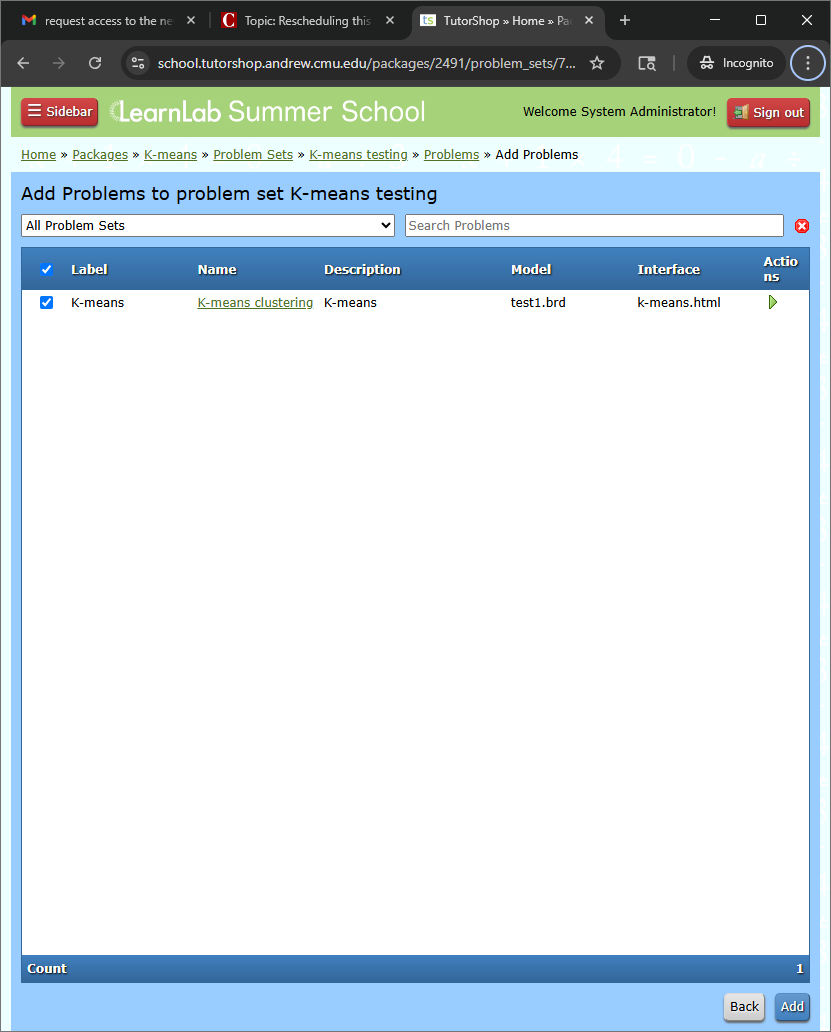 request access to the ne
Topic: Rescheduling this
TutorShop » Home » Pa
school.tutorshop.andrew.cmu.edu/packages/2491/problem_sets/7...
Incognito
Sidebar
LearnLab Summer School
Welcome System Administrator!
Sign out
Home » Packages » K-means » Problem Sets » K-means testing » Problems » Add Problems
Add Problems to problem set K-means testing
All Problem Sets
Search Problems
Label Name Description Model Interface Actio
ns
K-means K-means clustering K-means test1.brd k-means.html
Count 1
Back Add